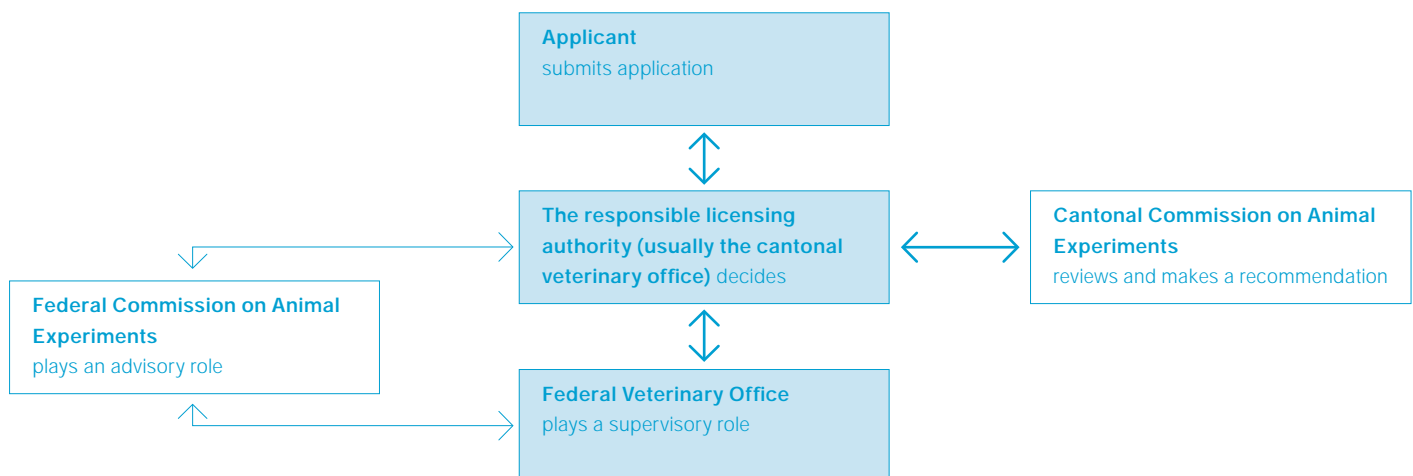 Applicant
submits application
The responsible licensing
authority (usually the cantonal
veterinary office) decides
Cantonal Commission on Animal
Experiments
reviews and makes a recommendation
Federal Commission on Animal
Experiments
plays an advisory role
Federal Veterinary Office
plays a supervisory role